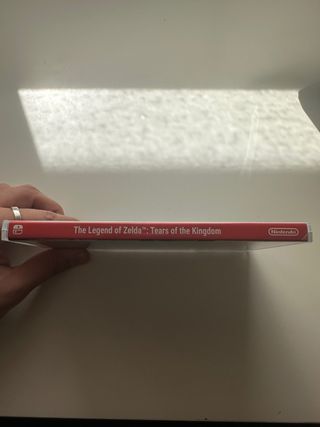 The Legend of Zelda™: Tears of the Kingdom
Nintendo